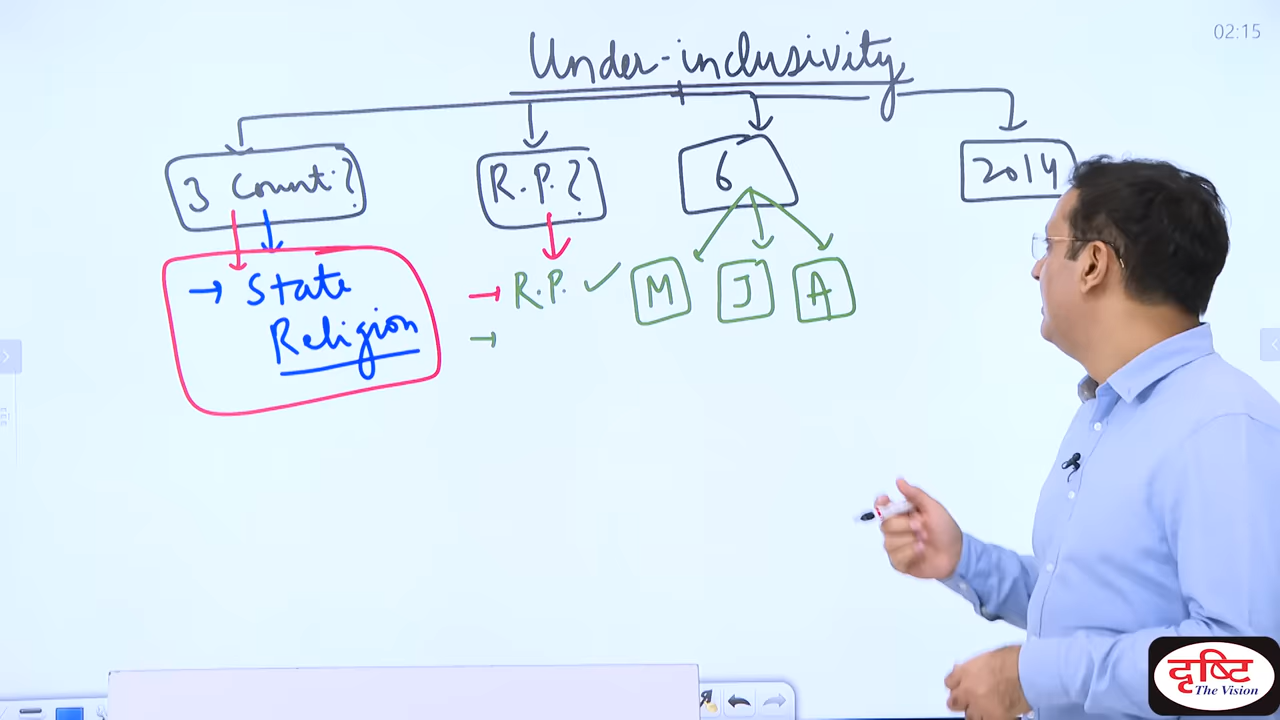 02:15
Under-inclusivity
3 Count.?
R.P.?
6
2014
→ State
Religion
→ R.P. ✓
→
M
J
A
दृष्टि
The Vision